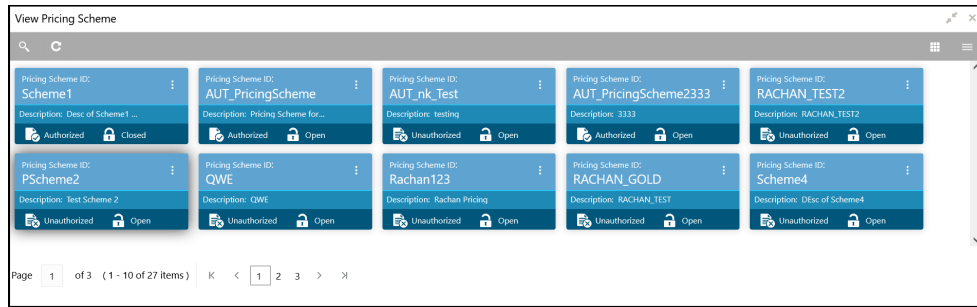 View Pricing Scheme
Pricing Scheme ID: Pricing Scheme ID: Pricing Scheme ID: Pricing Scheme ID: Pricing Scheme ID:
Scheme1 AUT_PricingScheme AUT_nk_Test AUT_PricingScheme2333 RACHAN_TEST2
Description: Desc of Scheme1 ... Description: Pricing Scheme for... Description: testing Description: 3333 Description: RACHAN_TEST2
Authorized Closed Authorized Open Unauthorized Open Authorized Open Unauthorized Open
Pricing Scheme ID: Pricing Scheme ID: Pricing Scheme ID: Pricing Scheme ID: Pricing Scheme ID:
PScheme2 QWE Rachan123 RACHAN_GOLD Scheme4
Description: Test Scheme 2 Description: QWE Description: Rachan Pricing Description: RACHAN_TEST Description: DEsc of Scheme4
Unauthorized Open Unauthorized Open Unauthorized Open Unauthorized Open Unauthorized Open
Page 1 of 3 (1 - 10 of 27 items) 1 2 3